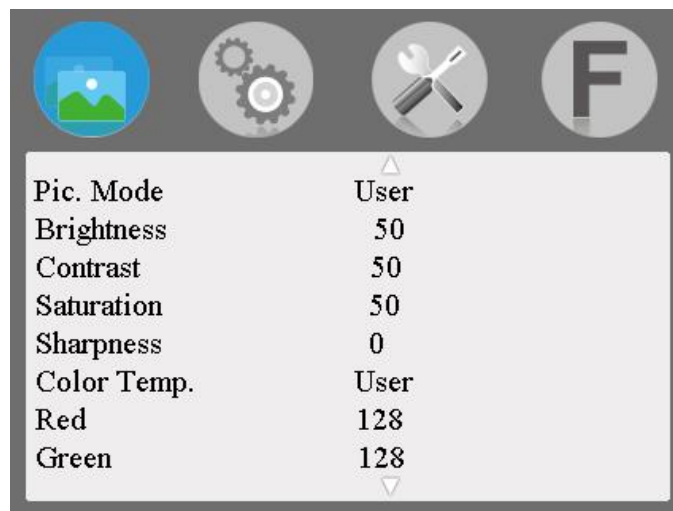 F
Pic. Mode User
Brightness 50
Contrast 50
Saturation 50
Sharpness 0
Color Temp. User
Red 128
Green 128